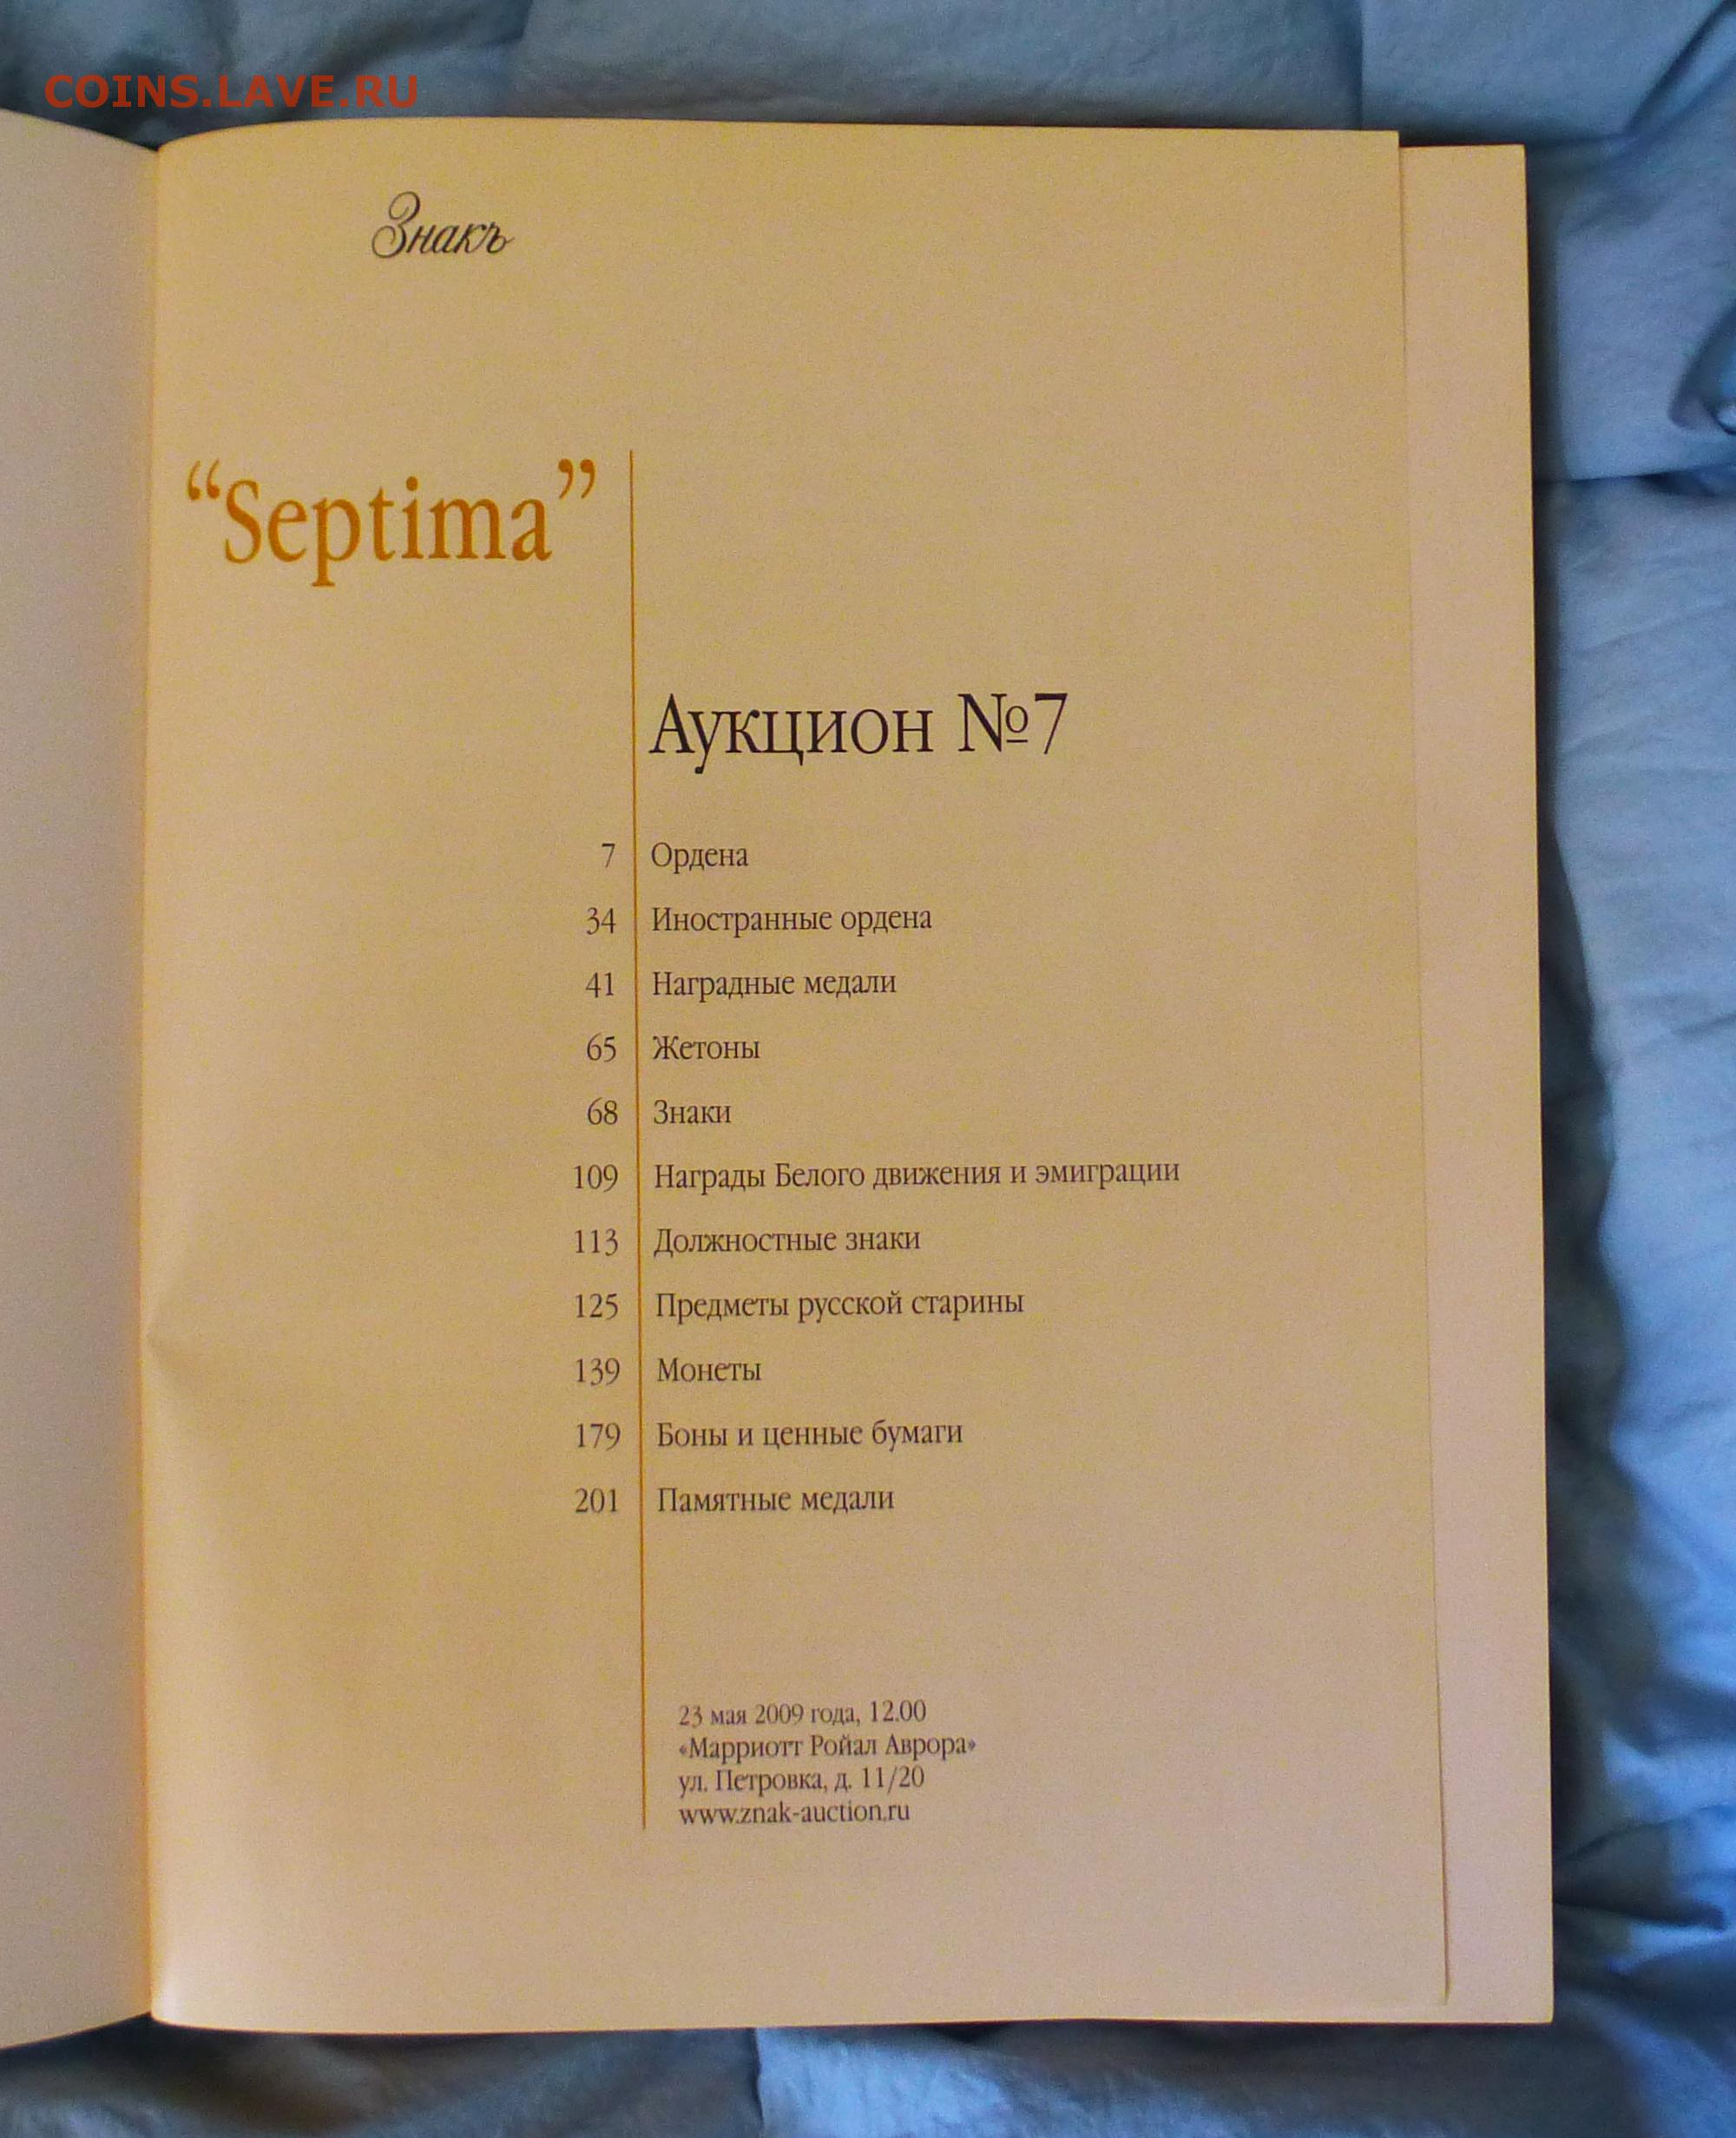 COINS.LAVE.RU
Знакъ
“Septima”
Аукцион №7
7 Ордена
34 Иностранные ордена
41 Наградные медали
65 Жетоны
68 Знаки
109 Награды Белого движения и эмиграции
113 Должностные знаки
125 Предметы русской старины
139 Монеты
179 Боны и ценные бумаги
201 Памятные медали
23 мая 2009 года, 12.00
«Марриотт Ройал Аврора»
ул. Петровка, д. 11/20
www.znak-auction.ru